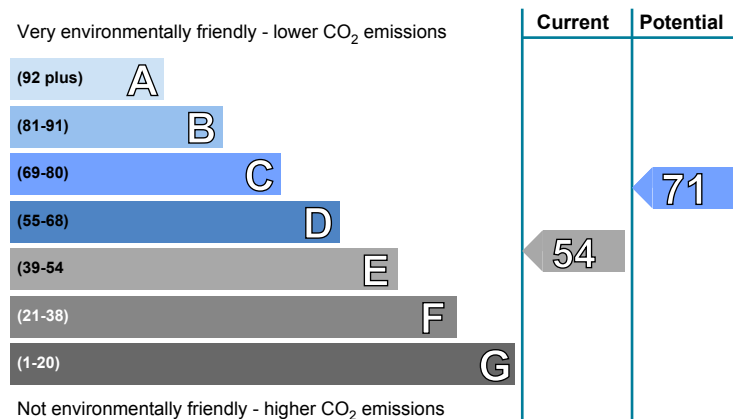 Very environmentally friendly - lower CO₂ emissions
Current
Potential
(92 plus) A
(81-91) B
(69-80) C
71
(55-68) D
(39-54 E
54
(21-38) F
(1-20) G
Not environmentally friendly - higher CO₂ emissions